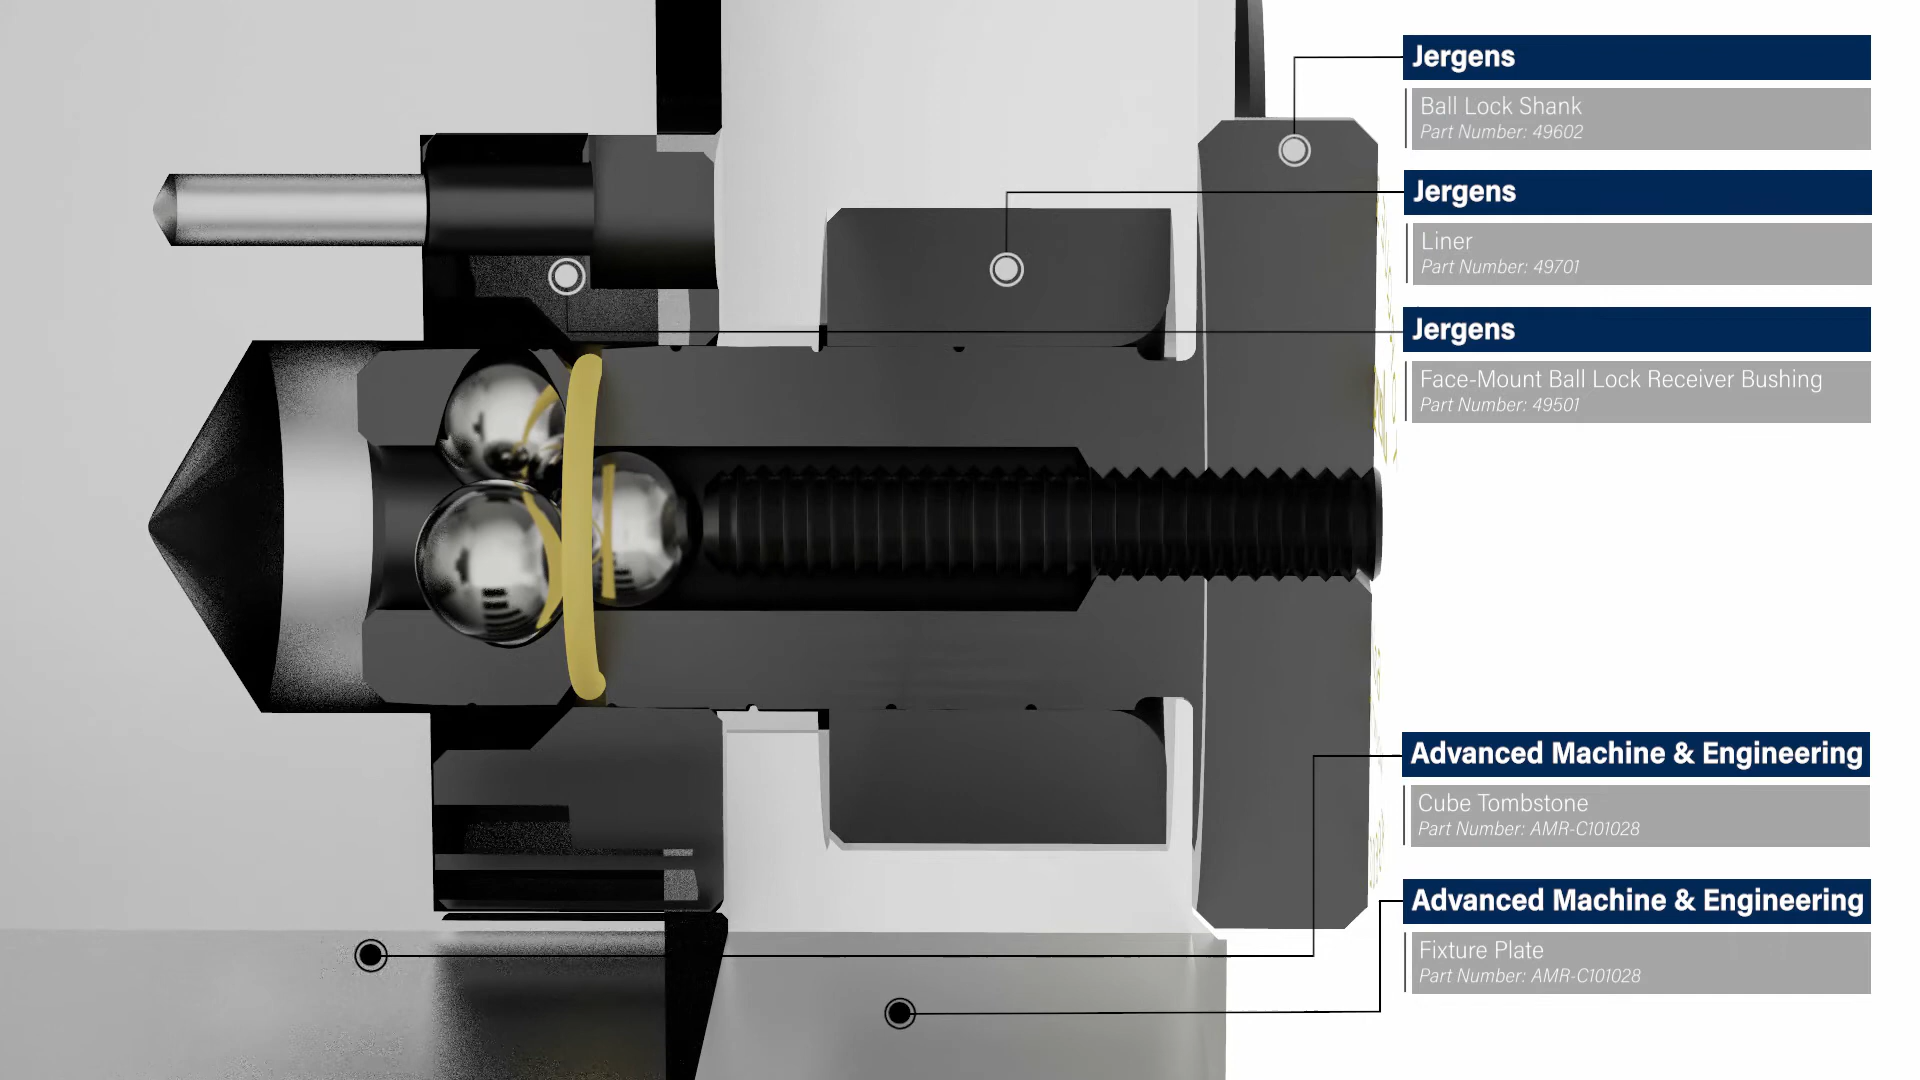 Jergens
Ball Lock Shank
Part Number: 49602
Jergens
Liner
Part Number: 49701
Jergens
Face-Mount Ball Lock Receiver Bushing
Part Number: 49501
Advanced Machine & Engineering
Cube Tombstone
Part Number: AMR-C101028
Advanced Machine & Engineering
Fixture Plate
Part Number: AMR-C101028